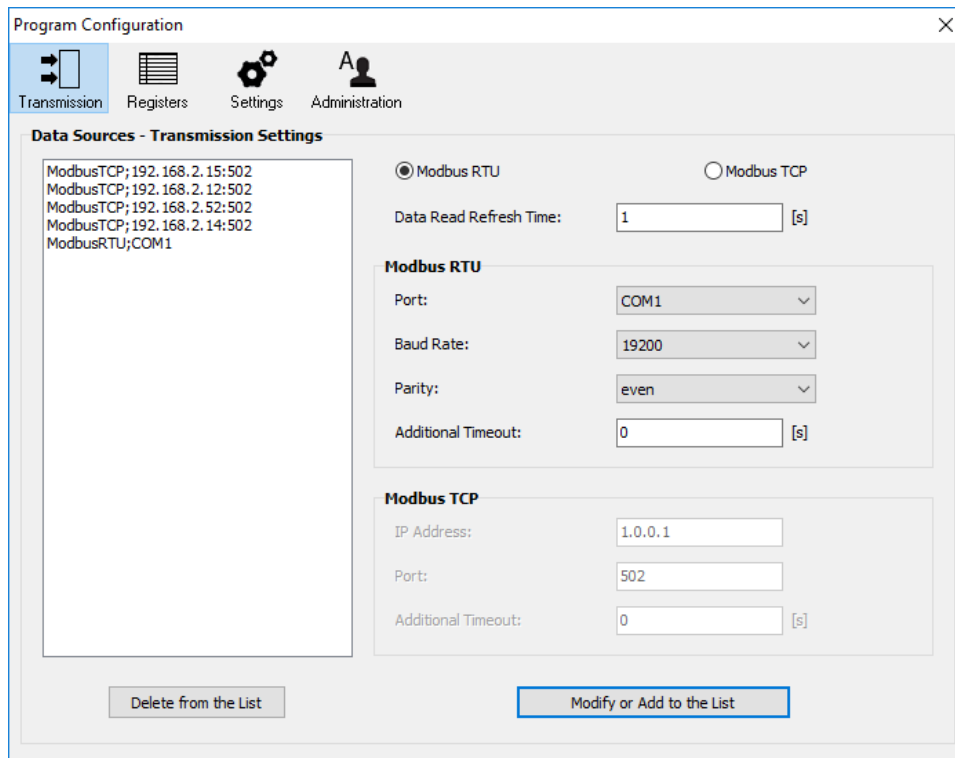 Program Configuration
Transmission
Registers
Settings
A
Administration
Data Sources - Transmission Settings
ModbusTCP;192.168.2.15:502
ModbusTCP;192.168.2.12:502
ModbusTCP;192.168.2.52:502
ModbusTCP;192.168.2.14:502
ModbusRTU;COM1
Modbus RTU
Modbus TCP
Data Read Refresh Time: 1 [s]
Modbus RTU
Port: COM1
Baud Rate: 19200
Parity: even
Additional Timeout: 0 [s]
Modbus TCP
IP Address: 1.0.0.1
Port: 502
Additional Timeout: 0 [s]
Delete from the List
Modify or Add to the List